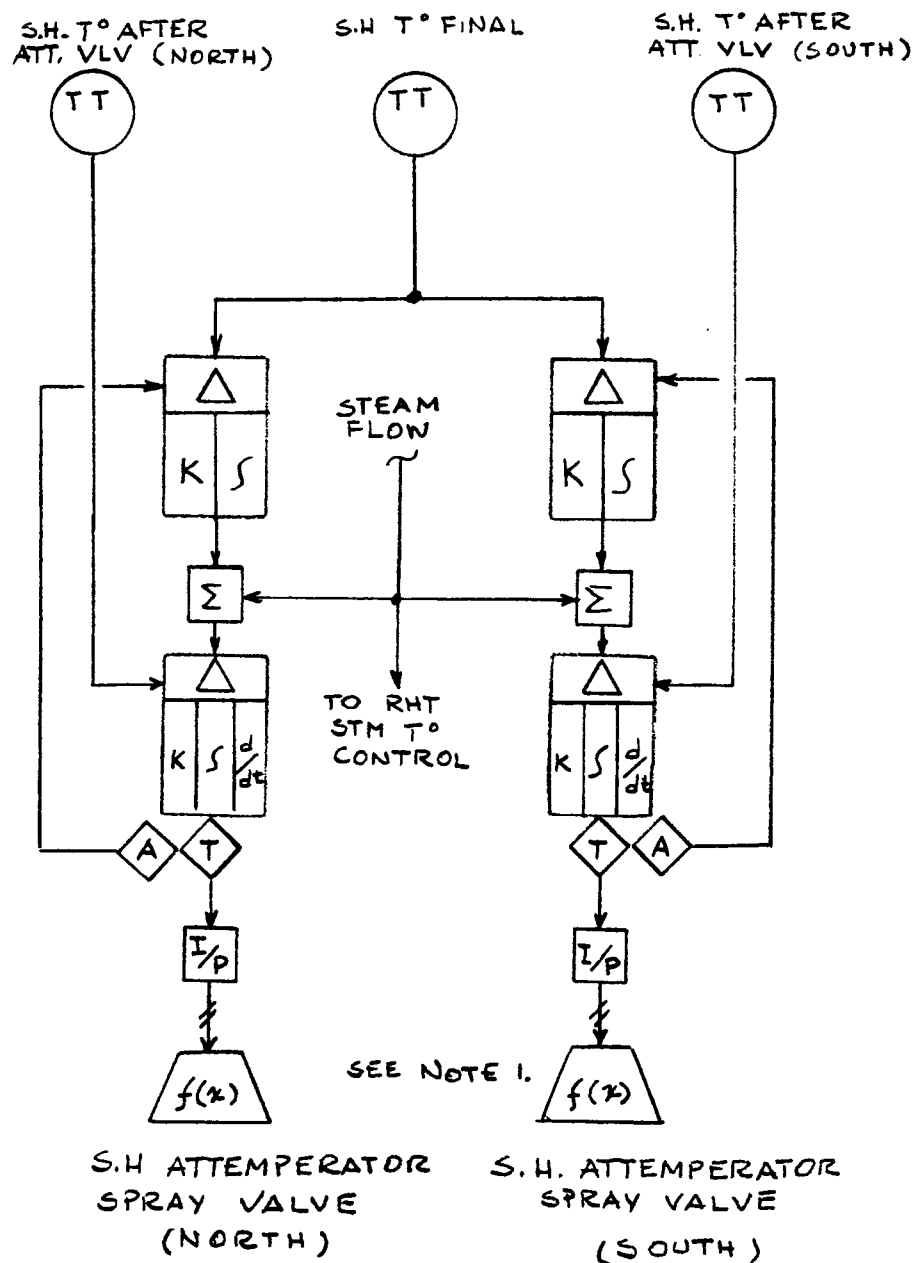 S.H. T° AFTER
ATT. VLV (NORTH)
S.H T° FINAL
S.H. T° AFTER
ATT. VLV (SOUTH)
TT
TT
TT
△
△
K ∫
K ∫
STEAM
FLOW
Σ
Σ
△
△
K ∫ d/dt
K ∫ d/dt
TO RHT
STM T°
CONTROL
A T
T A
I/P
I/P
f(x)
SEE NOTE 1.
f(x)
S.H ATTEMPERATOR
SPRAY VALVE
(NORTH)
S.H. ATTEMPERATOR
SPRAY VALVE
(SOUTH)